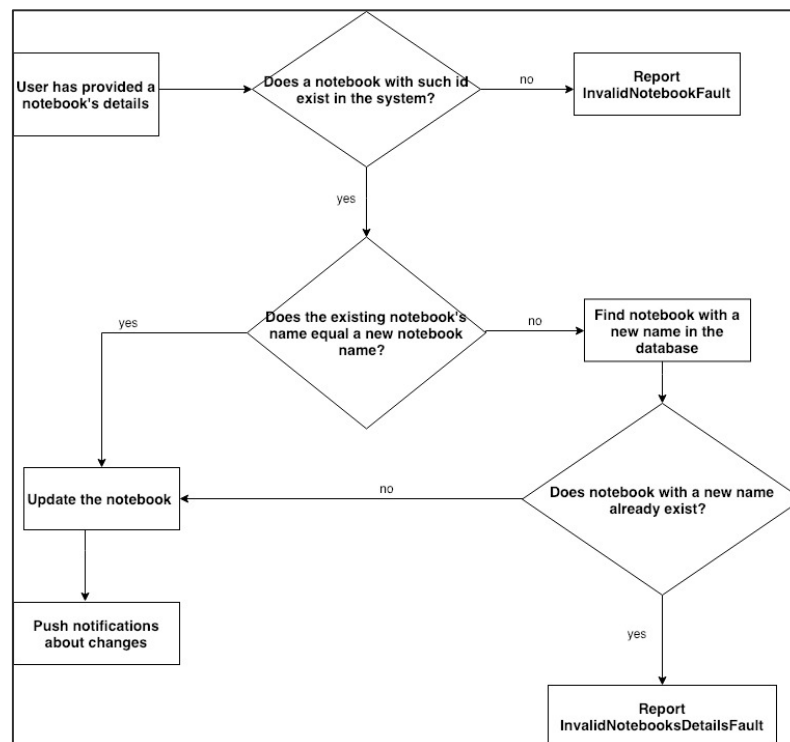 User has provided a
notebook's details
Does a notebook with such id
exist in the system?
no
Report
InvalidNotebookFault
yes
Does the existing notebook's
name equal a new notebook
name?
yes
no
Find notebook with a
new name in the
database
Update the notebook
no
Does notebook with a new name
already exist?
Push notifications
about changes
yes
Report
InvalidNotebooksDetailsFault